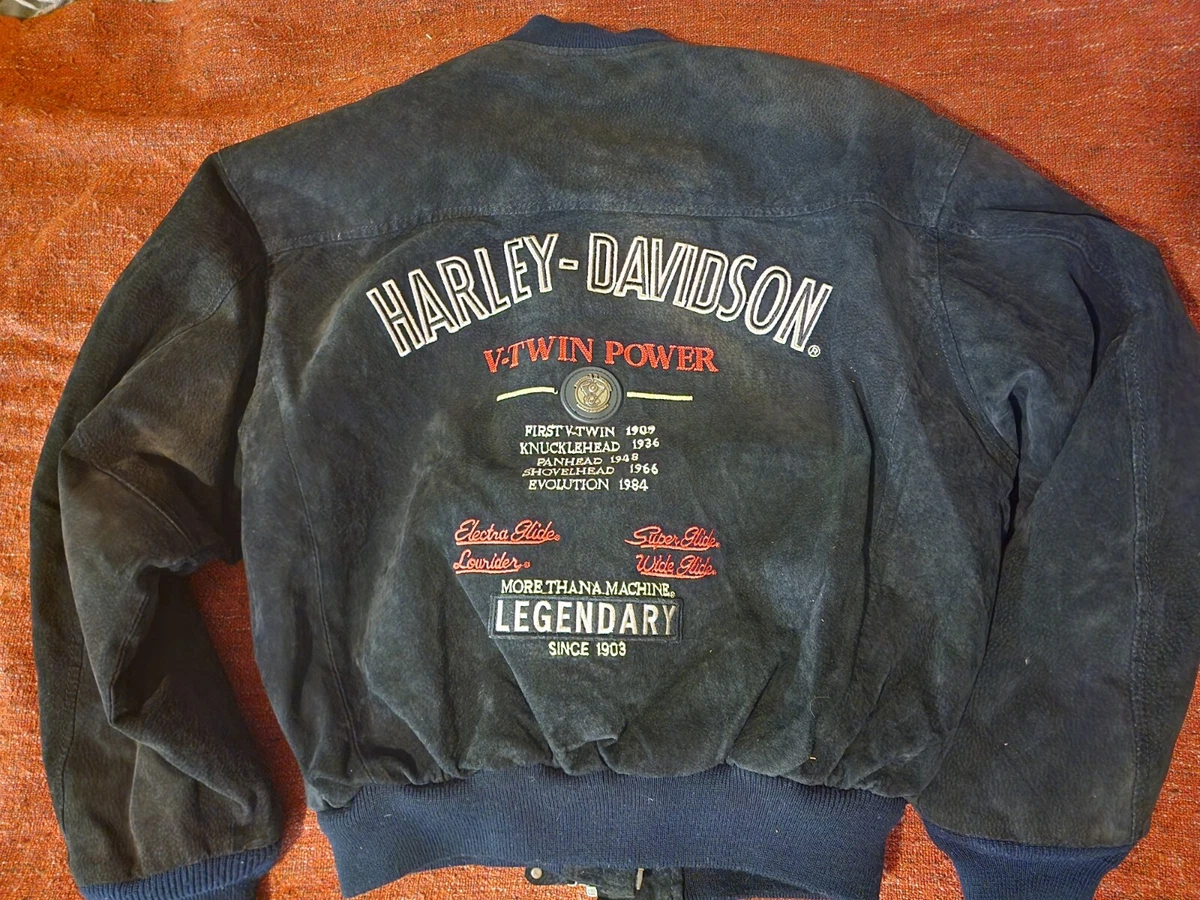 HARLEY-DAVIDSON®
V-TWIN POWER
FIRST V-TWIN 1909
KNUCKLEHEAD 1936
PANHEAD 1948
SHOVELHEAD 1966
EVOLUTION 1984
Electra Glide® Super Glide®
Lowrider® Wide Glide®
MORE THAN A MACHINE®
LEGENDARY
SINCE 1903